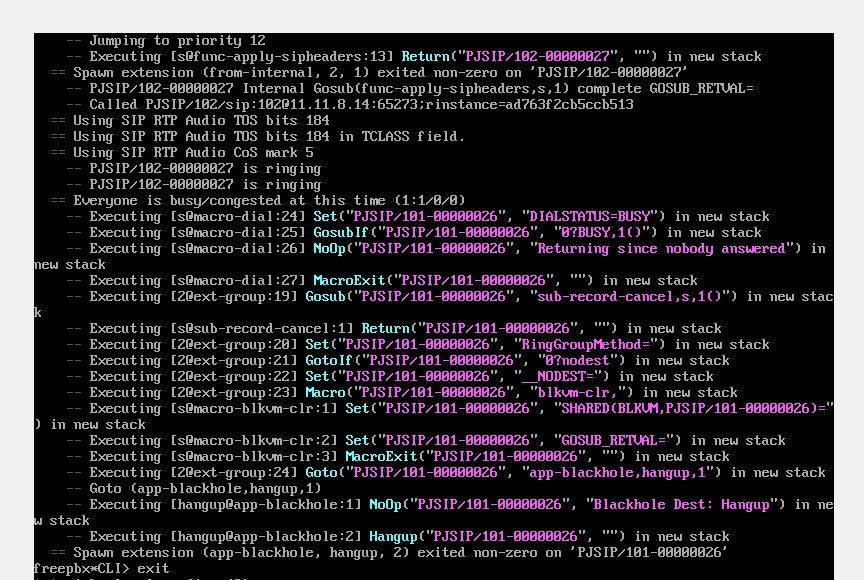 -- Jumping to priority 12
-- Executing [s@func-apply-sipheaders:13] Return("PJSIP/102-00000027", "") in new stack
== Spawn extension (from-internal, 2, 1) exited non-zero on 'PJSIP/102-00000027'
-- PJSIP/102-00000027 Internal Gosub(func-apply-sipheaders,s,1) complete GOSUB_RETVAL=
-- Called PJSIP/102/sip:102@11.11.8.14:65273;rinstance=ad763f2cb5ccb513
== Using SIP RTP Audio TOS bits 184
== Using SIP RTP Audio TOS bits 184 in TCLASS field.
== Using SIP RTP Audio CoS mark 5
-- PJSIP/102-00000027 is ringing
-- PJSIP/102-00000027 is ringing
== Everyone is busy/congested at this time (1:1/0/0)
-- Executing [s@macro-dial:24] Set("PJSIP/101-00000026", "DIALSTATUS=BUSY") in new stack
-- Executing [s@macro-dial:25] GosubIf("PJSIP/101-00000026", "0?BUSY,1()") in new stack
-- Executing [s@macro-dial:26] NoOp("PJSIP/101-00000026", "Returning since nobody answered") in
new stack
-- Executing [s@macro-dial:27] MacroExit("PJSIP/101-00000026", "") in new stack
-- Executing [2@ext-group:19] Gosub("PJSIP/101-00000026", "sub-record-cancel,s,1()") in new stac
k
-- Executing [s@sub-record-cancel:1] Return("PJSIP/101-00000026", "") in new stack
-- Executing [2@ext-group:20] Set("PJSIP/101-00000026", "RingGroupMethod=") in new stack
-- Executing [2@ext-group:21] GotoIf("PJSIP/101-00000026", "0?nodest") in new stack
-- Executing [2@ext-group:22] Set("PJSIP/101-00000026", "__NODEST=") in new stack
-- Executing [2@ext-group:23] Macro("PJSIP/101-00000026", "blkvm-clr,") in new stack
-- Executing [s@macro-blkvm-clr:1] Set("PJSIP/101-00000026", "SHARED(BLKVM,PJSIP/101-00000026)="
) in new stack
-- Executing [s@macro-blkvm-clr:2] Set("PJSIP/101-00000026", "GOSUB_RETVAL=") in new stack
-- Executing [s@macro-blkvm-clr:3] MacroExit("PJSIP/101-00000026", "") in new stack
-- Executing [2@ext-group:24] Goto("PJSIP/101-00000026", "app-blackhole,hangup,1") in new stack
-- Goto (app-blackhole,hangup,1)
-- Executing [hangup@app-blackhole:1] NoOp("PJSIP/101-00000026", "Blackhole Dest: Hangup") in ne
w stack
-- Executing [hangup@app-blackhole:2] Hangup("PJSIP/101-00000026", "") in new stack
== Spawn extension (app-blackhole, hangup, 2) exited non-zero on 'PJSIP/101-00000026'
freepbx*CLI> exit